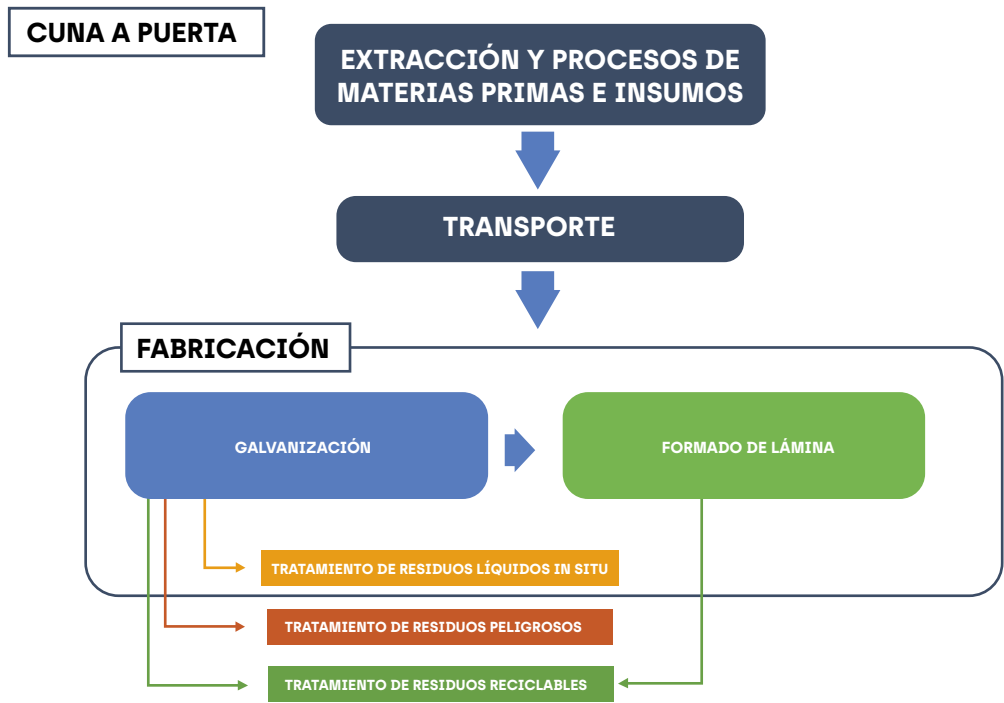 CUNA A PUERTA
EXTRACCIÓN Y PROCESOS DE
MATERIAS PRIMAS E INSUMOS
TRANSPORTE
FABRICACIÓN
GALVANIZACIÓN
FORMADO DE LÁMINA
TRATAMIENTO DE RESIDUOS LÍQUIDOS IN SITU
TRATAMIENTO DE RESIDUOS PELIGROSOS
TRATAMIENTO DE RESIDUOS RECICLABLES